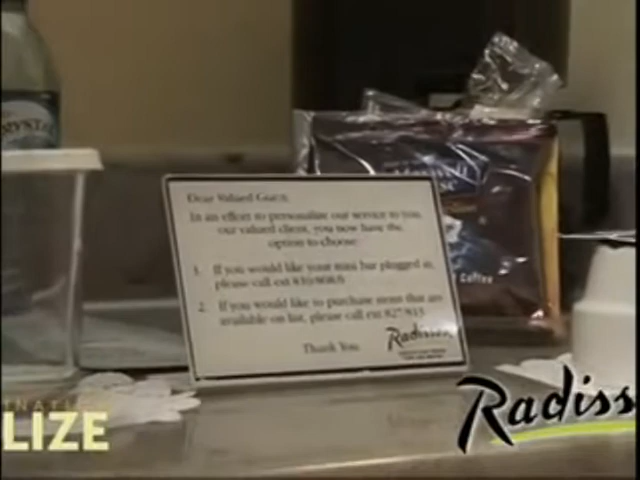 Dear Valued Guest,
In an effort to personalize our service to you,
our valued client, you now have the
option to choose:
1. If you would like your mini bar plugged in,
please call ext
2. If you would like to purchase items that are
available on list, please call ext 827/815
Thank You.
Radisson
Coffee
LIZE
Radiss